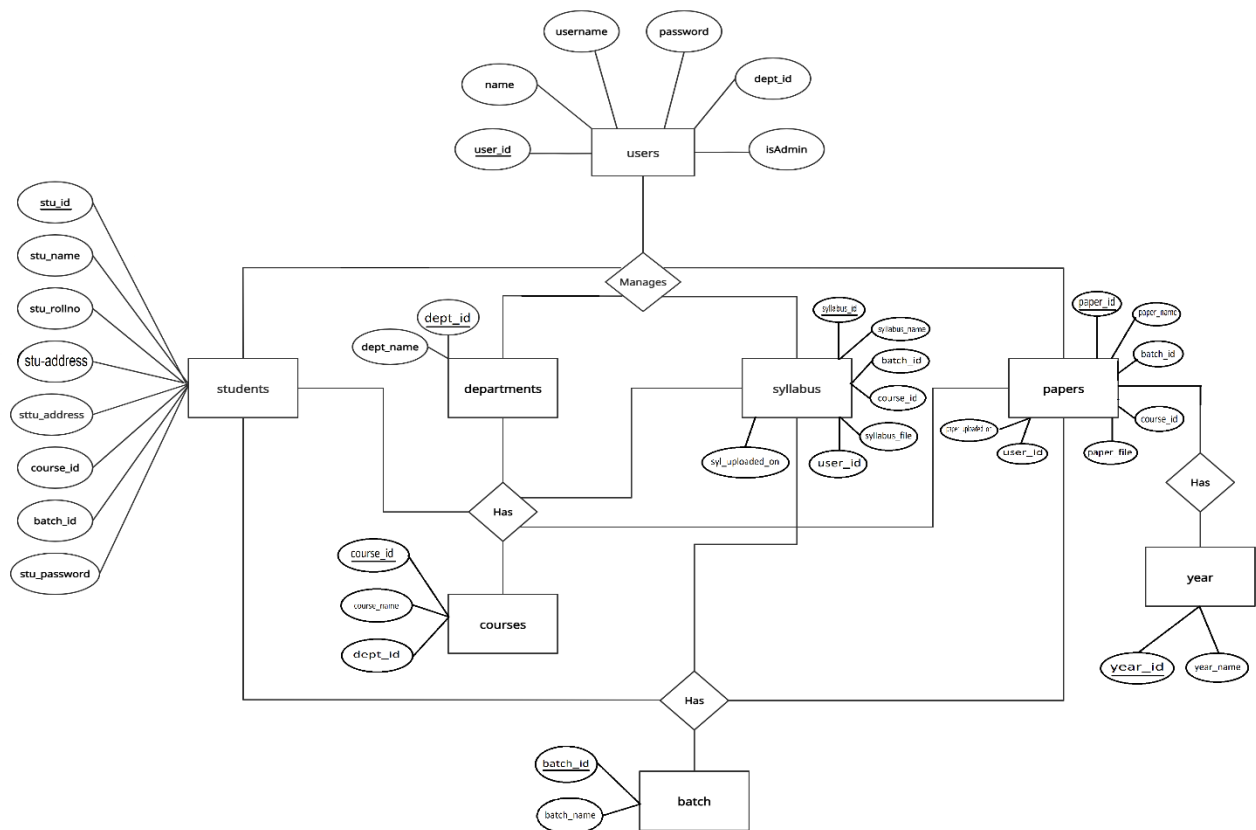 username
password
name
dept_id
user_id
users
isAdmin
stu_id
stu_name
stu_rollno
stu-address
sttu_address
course_id
batch_id
stu_password
students
Manages
dept_id
dept_name
departments
syllabus_id
syllabus_name
batch_id
course_id
syllabus_file
user_id
syl_uploaded_on
syllabus
paper_id
paper_name
batch_id
course_id
paper_file
user_id
paper_uploaded_on
papers
Has
Has
course_id
course_name
dept_id
courses
year
year_id
year_name
Has
batch_id
batch_name
batch